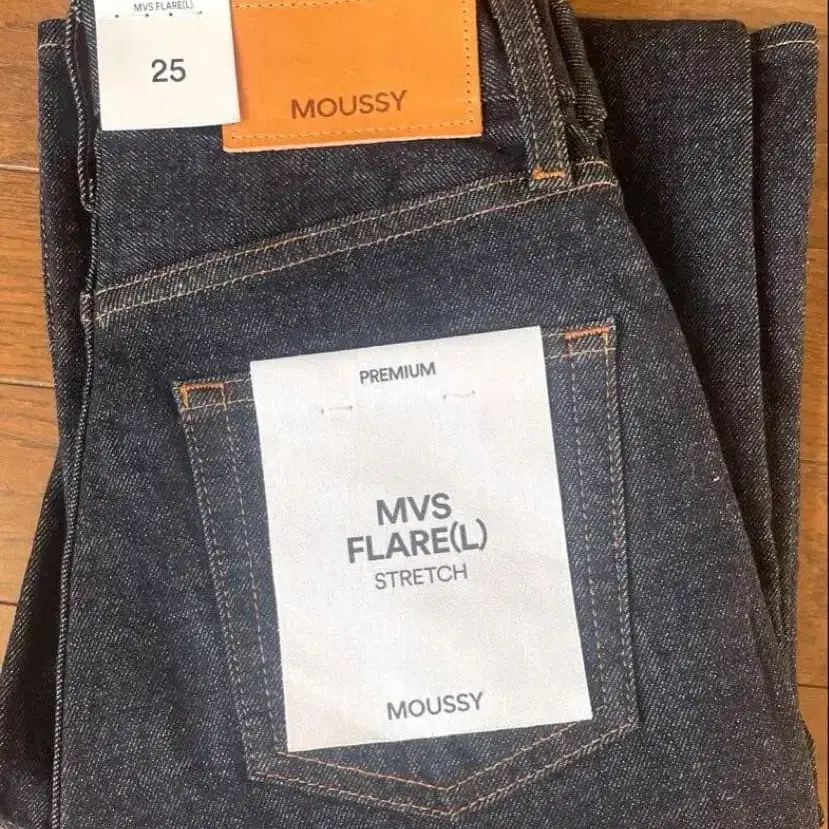 MVS FLARE(L)
25
MOUSSY
PREMIUM
MVS
FLARE(L)
STRETCH
MOUSSY